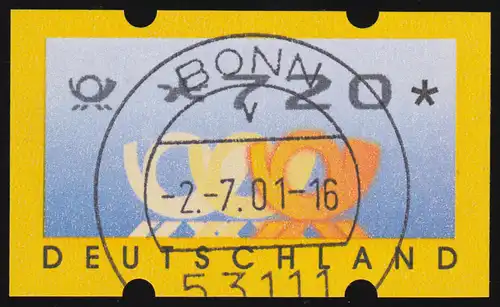 BONN
* 720 *
v
-2.-7.01-16
DEUTSCHLAND
53111